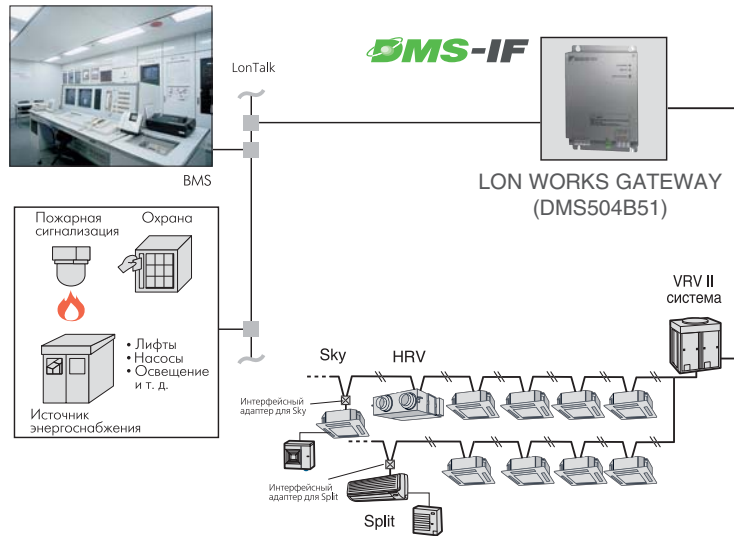 LonTalk
DMS-IF
BMS
LON WORKS GATEWAY
(DMS504B51)
Пожарная
сигнализация
Охрана
• Лифты
• Насосы
• Освещение
и т. д.
Источник
энергоснабжения
VRV II
система
Sky
HRV
Интерфейсный
адаптер для Sky
Интерфейсный
адаптер для Split
Split